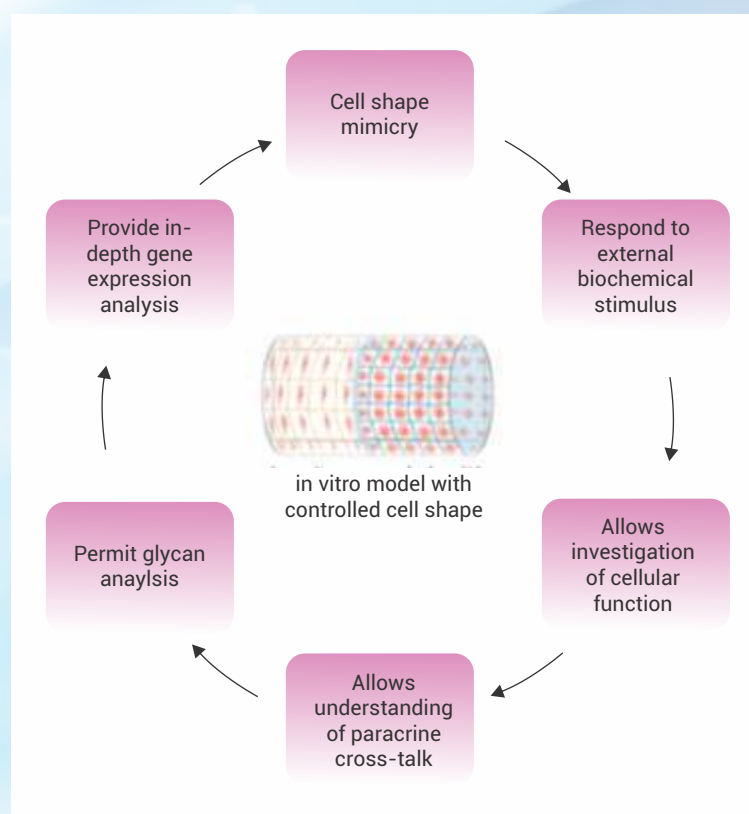 Cell shape
mimicry
Respond to
external
biochemical
stimulus
Allows
investigation
of cellular
function
Allows
understanding
of paracrine
cross-talk
Permit glycan
anaylsis
Provide in-
depth gene
expression
analysis
in vitro model with
controlled cell shape